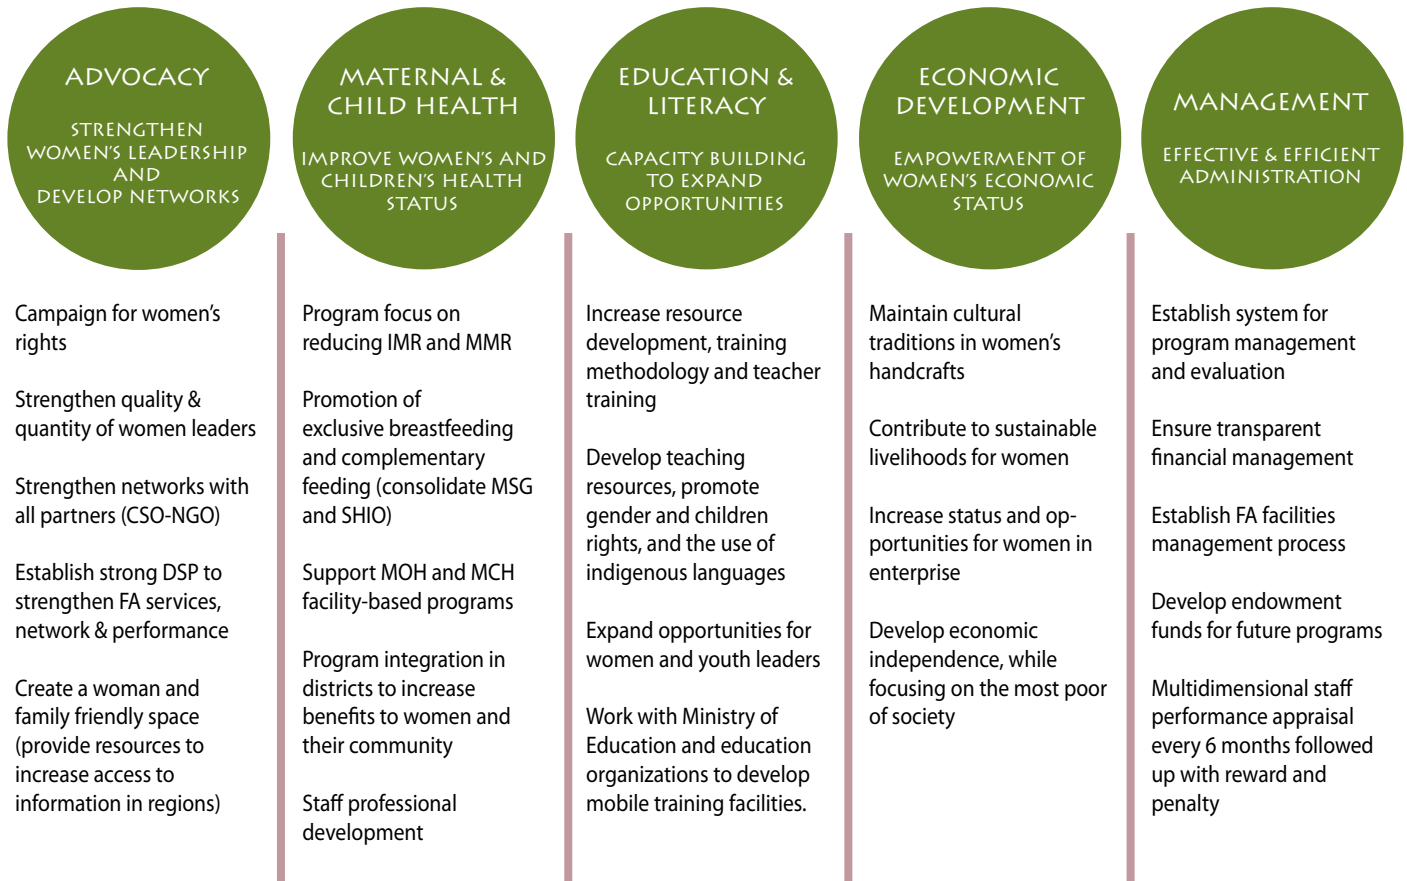 ADVOCACY
STRENGTHEN
WOMEN'S LEADERSHIP
AND
DEVELOP NETWORKS
Campaign for women's
rights
Strengthen quality &
quantity of women leaders
Strengthen networks with
all partners (CSO-NGO)
Establish strong DSP to
strengthen FA services,
network & performance
Create a woman and
family friendly space
(provide resources to
increase access to
information in regions)
MATERNAL &
CHILD HEALTH
IMPROVE WOMEN'S AND
CHILDREN'S HEALTH
STATUS
Program focus on
reducing IMR and MMR
Promotion of
exclusive breastfeeding
and complementary
feeding (consolidate MSG
and SHIO)
Support MOH and MCH
facility-based programs
Program integration in
districts to increase
benefits to women and
their community
Staff professional
development
EDUCATION &
LITERACY
CAPACITY BUILDING
TO EXPAND
OPPORTUNITIES
Increase resource
development, training
methodology and teacher
training
Develop teaching
resources, promote
gender and children
rights, and the use of
indigenous languages
Expand opportunities for
women and youth leaders
Work with Ministry of
Education and education
organizations to develop
mobile training facilities.
ECONOMIC
DEVELOPMENT
EMPOWERMENT OF
WOMEN'S ECONOMIC
STATUS
Maintain cultural
traditions in women's
handcrafts
Contribute to sustainable
livelihoods for women
Increase status and op-
portunities for women in
enterprise
Develop economic
independence, while
focusing on the most poor
of society
MANAGEMENT
EFFECTIVE & EFFICIENT
ADMINISTRATION
Establish system for
program management
and evaluation
Ensure transparent
financial management
Establish FA facilities
management process
Develop endowment
funds for future programs
Multidimensional staff
performance appraisal
every 6 months followed
up with reward and
penalty